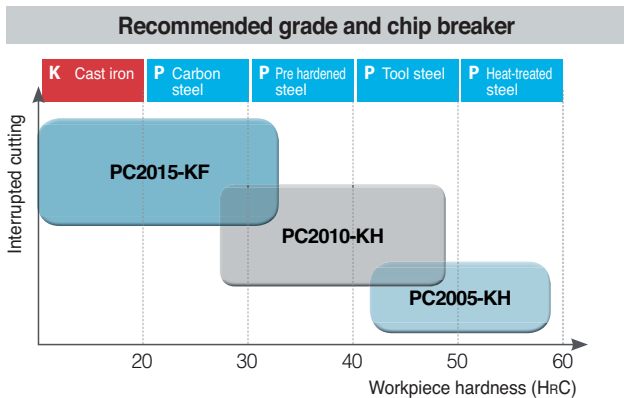 Recommended grade and chip breaker
K Cast iron
P Carbon
steel
P Pre hardened
steel
P Tool steel
P Heat-treated
steel
Interrupted cutting
PC2015-KF
PC2010-KH
PC2005-KH
20 30 40 50 60
Workpiece hardness (HRC)